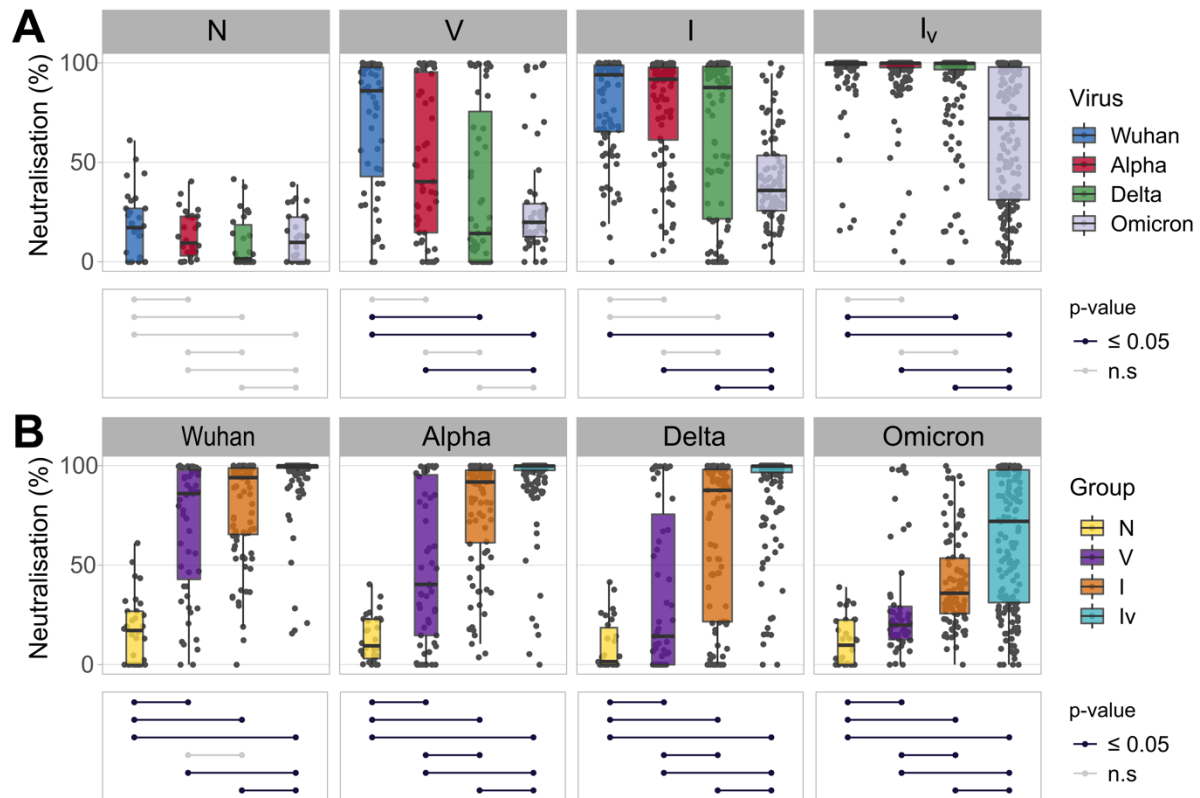 A
N V I Iv
Neutralisation (%)
100
50
0
Virus
Wuhan
Alpha
Delta
Omicron
p-value
≤ 0.05
n.s
B
Wuhan Alpha Delta Omicron
Neutralisation (%)
100
50
0
Group
N
V
I
Iv
p-value
≤ 0.05
n.s